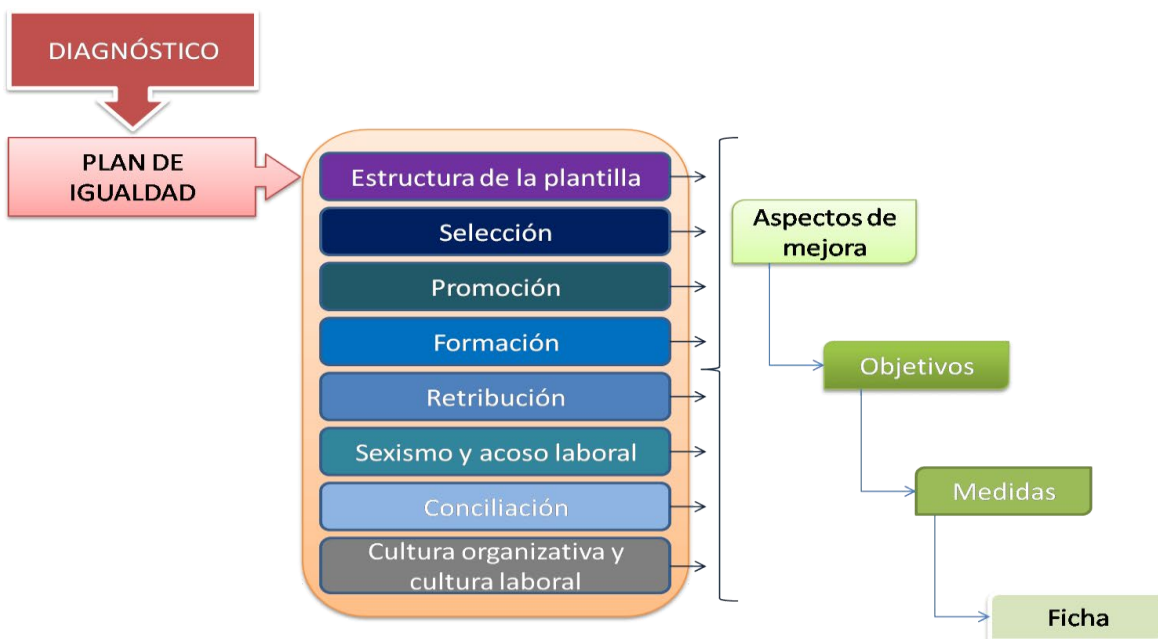 DIAGNÓSTICO
PLAN DE
IGUALDAD
Estructura de la plantilla
Selección
Promoción
Formación
Retribución
Sexismo y acoso laboral
Conciliación
Cultura organizativa y
cultura laboral
Aspectos de
mejora
Objetivos
Medidas
Ficha